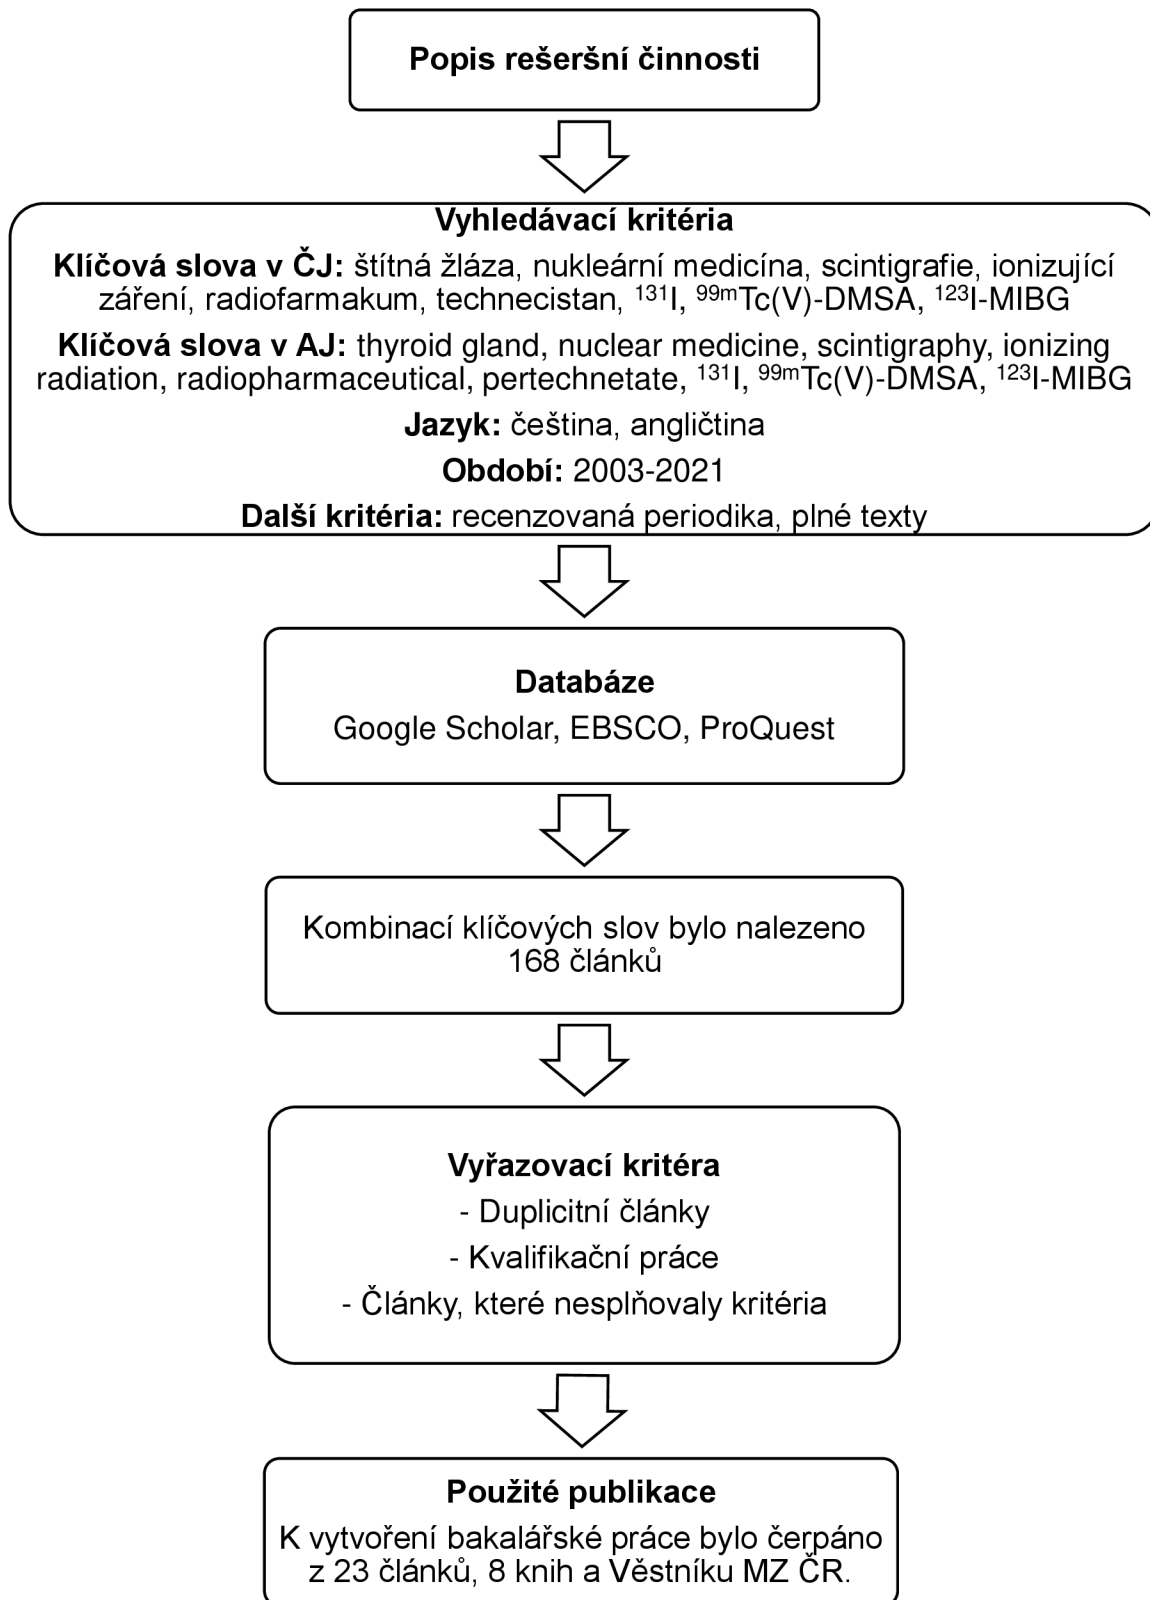 Popis rešeršní činnosti
Vyhledávací kritéria
Klíčová slova v ČJ: štítná žláza, nukleární medicína, scintigrafie, ionizující
záření, radiofarmakum, technecistan, ¹³¹I, ⁹⁹ᵐTc(V)-DMSA, ¹²³I-MIBG
Klíčová slova v AJ: thyroid gland, nuclear medicine, scintigraphy, ionizing
radiation, radiopharmaceutical, pertechnetate, ¹³¹I, ⁹⁹ᵐTc(V)-DMSA, ¹²³I-MIBG
Jazyk: čeština, angličtina
Období: 2003-2021
Další kritéria: recenzovaná periodika, plné texty
Databáze
Google Scholar, EBSCO, ProQuest
Kombinací klíčových slov bylo nalezeno
168 článků
Vyřazovací kritéra
- Duplicitní články
- Kvalifikační práce
- Články, které nesplňovaly kritéria
Použité publikace
K vytvoření bakalářské práce bylo čerpáno
z 23 článků, 8 knih a Věstníku MZ ČR.